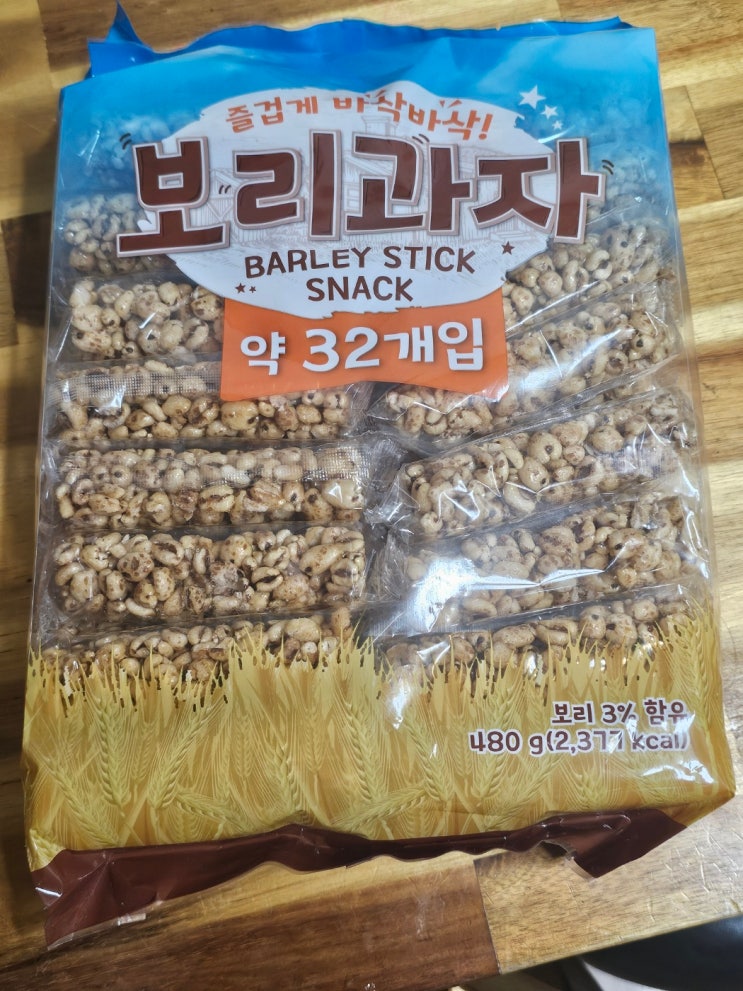 즐겁게 바삭바삭!
보리과자
BARLEY STICK
SNACK
약 32개입
보리 3% 함유
480 g(2,377 kcal)